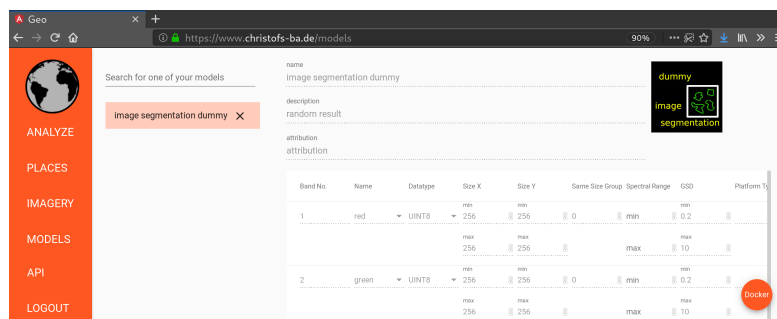 Geo
https://www.christofs-ba.de/models
90%
ANALYZE
PLACES
IMAGERY
MODELS
API
LOGOUT
Search for one of your models
image segmentation dummy
name
image segmentation dummy
description
random result
attribution
attribution
dummy
image
segmentation
Band No. Name Datatype Size X Size Y Same Size Group Spectral Range GSD Platform Ty
min min min
1 red UINT8 256 256 0 min 0.2
max max max
256 256 max 10
min min min
2 green UINT8 256 256 0 min 0.2
max max max
256 256 max 10
Docker